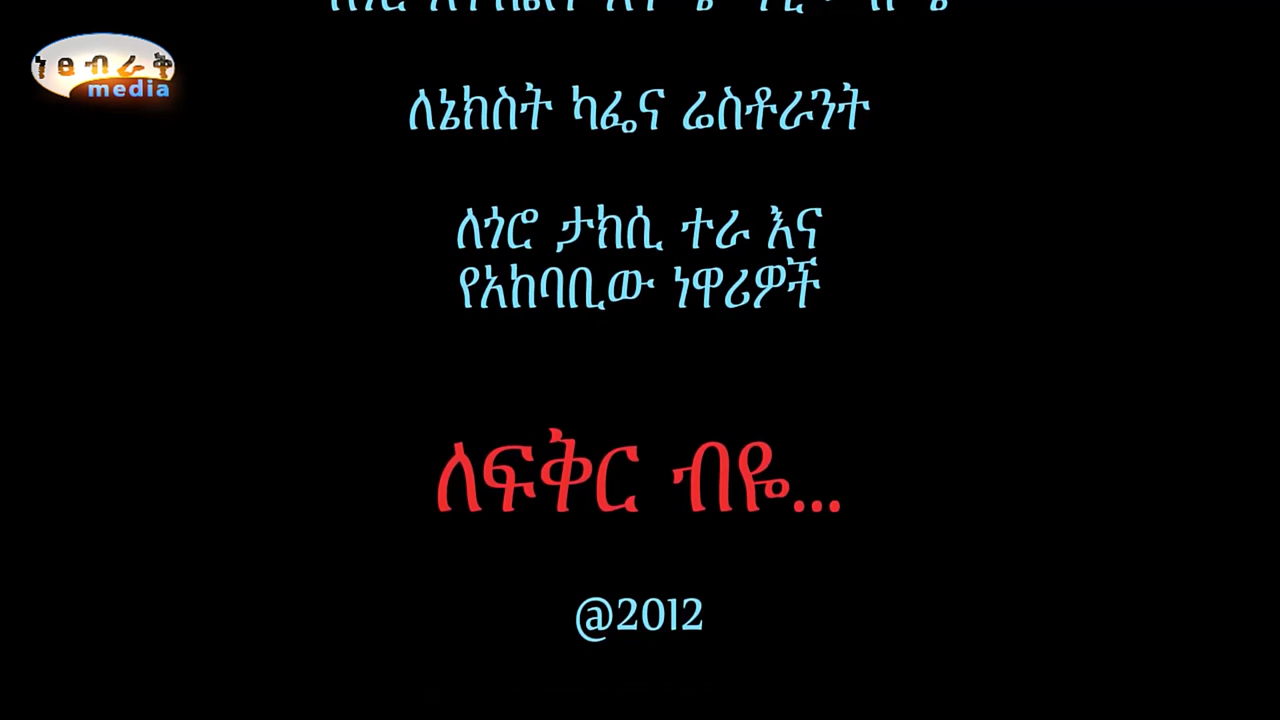 ነፀብራቅ
media
ለኔክስት ካፌና ሬስቶራንት
ለጎሮ ታክሲ ተራ እና
የአከባቢው ነዋሪዎች
ለፍቅር ብዬ...
@2012